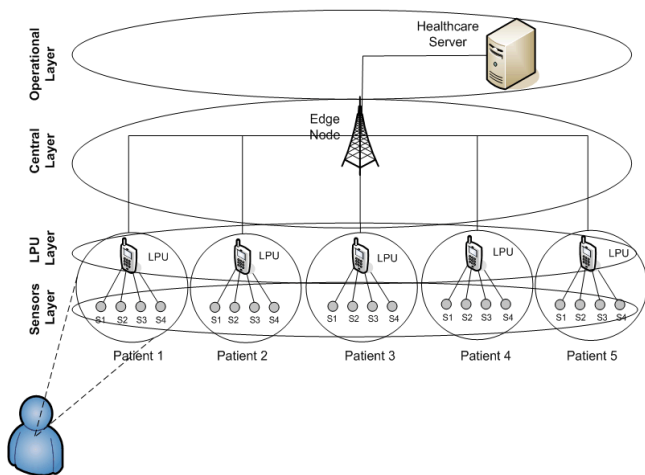 Operational
Layer
Healthcare
Server
Central
Layer
Edge
Node
LPU
Layer
LPU
LPU
LPU
LPU
LPU
Sensors
Layer
S1 S2 S3 S4
S1 S2 S3 S4
S1 S2 S3 S4
S1 S2 S3 S4
S1 S2 S3 S4
Patient 1
Patient 2
Patient 3
Patient 4
Patient 5